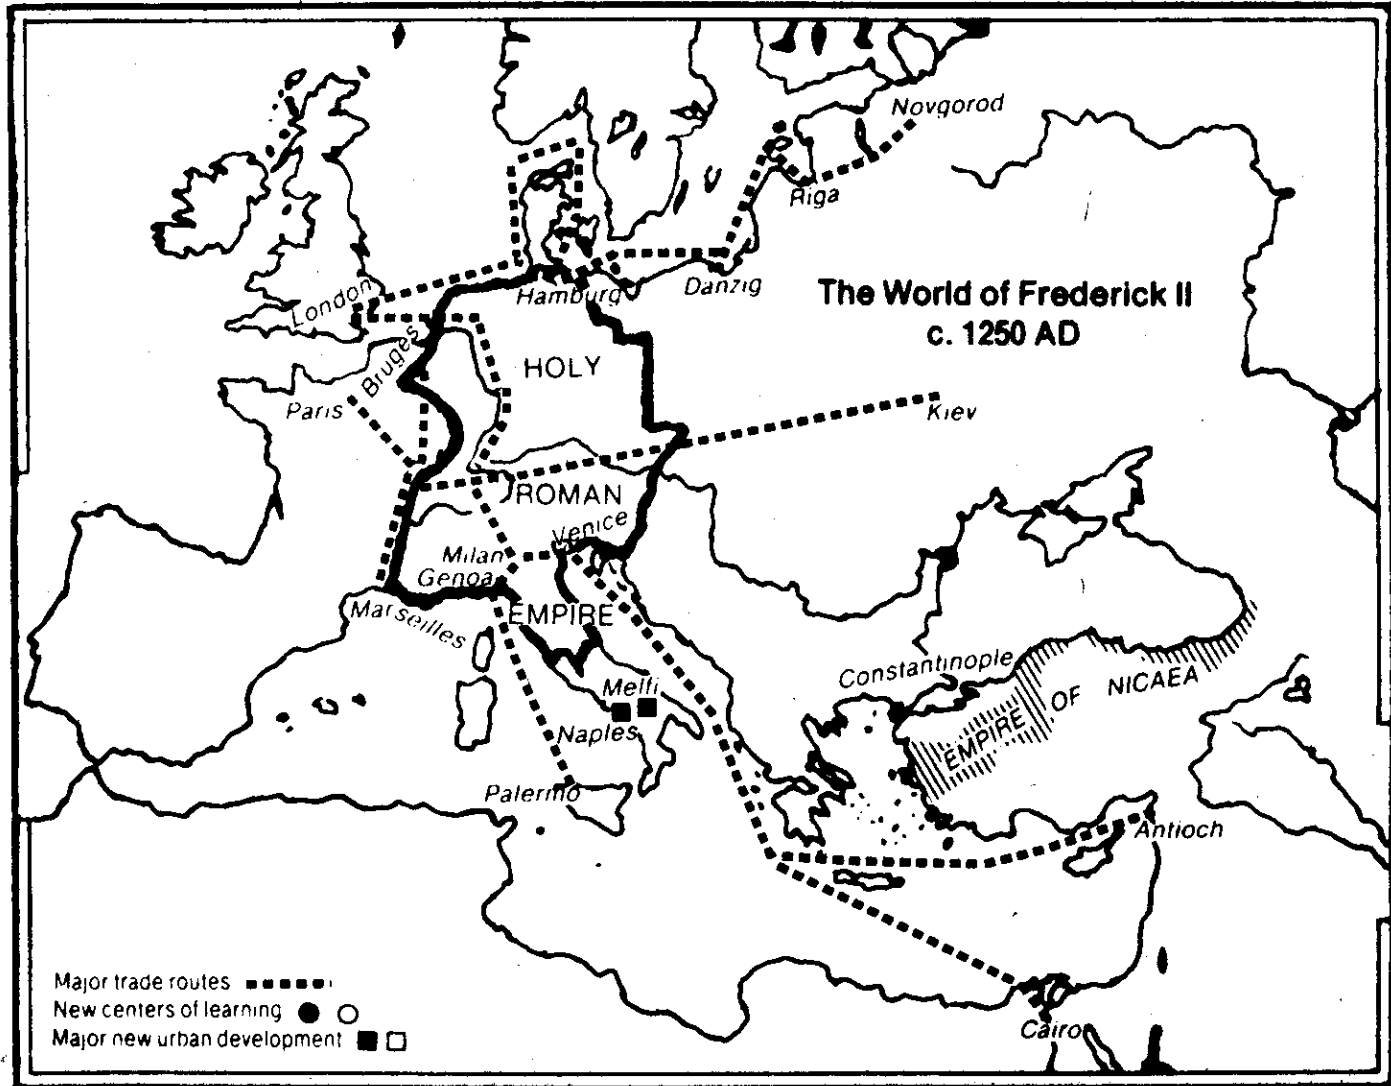 Novgorod
Riga
The World of Frederick II
c. 1250 AD
London
Hamburg
Danzig
Bruges
HOLY
Paris
Kiev
ROMAN
Venice
Milan
Genoa
EMPIRE
Marseilles
Constantinople
EMPIRE OF NICAEA
Melfi
Naples
Palermo
Antioch
Major trade routes
New centers of learning
Major new urban development
Cairo